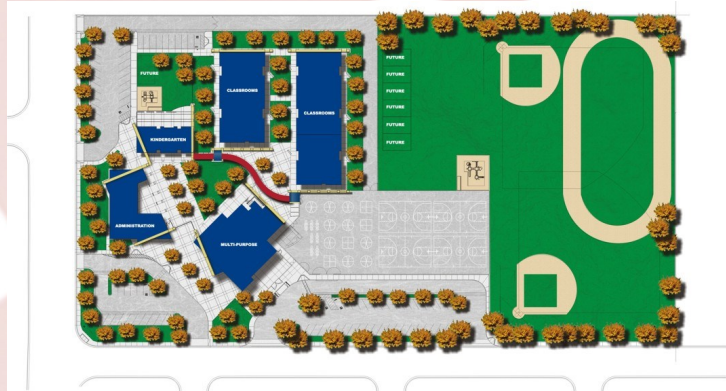 FUTURE
CLASSROOMS
CLASSROOMS
KINDERGARTEN
ADMINISTRATION
MULTI-PURPOSE
FUTURE
FUTURE
FUTURE
FUTURE
FUTURE
FUTURE